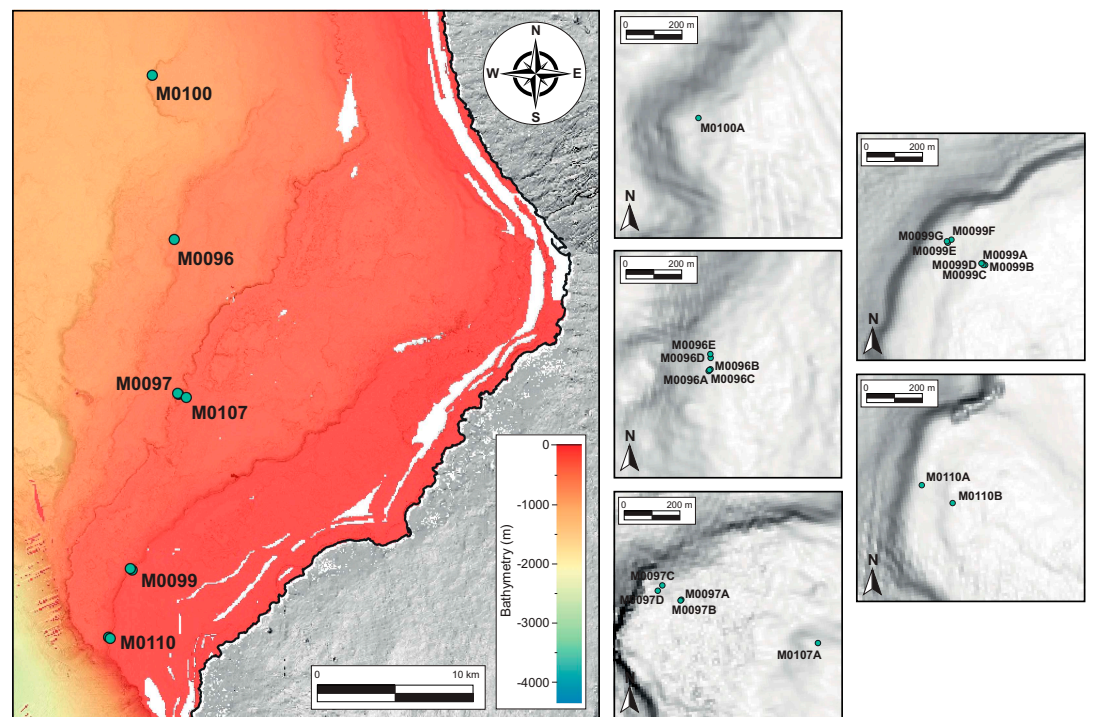 N
W
E
S
M0100
M0096
M0097
M0107
M0099
M0110
0
-1000
-2000
-3000
-4000
Bathymetry (m)
0 10 km
0 200 m
M0100A
N
0 200 m
M0096E
M0096D
M0096B
M0096A
M0096C
N
0 200 m
M0097C
M0097D
M0097A
M0097B
M0107A
N
0 200 m
M0099G
M0099F
M0099E
M0099A
M0099D
M0099B
M0099C
N
0 200 m
M0110A
M0110B
N